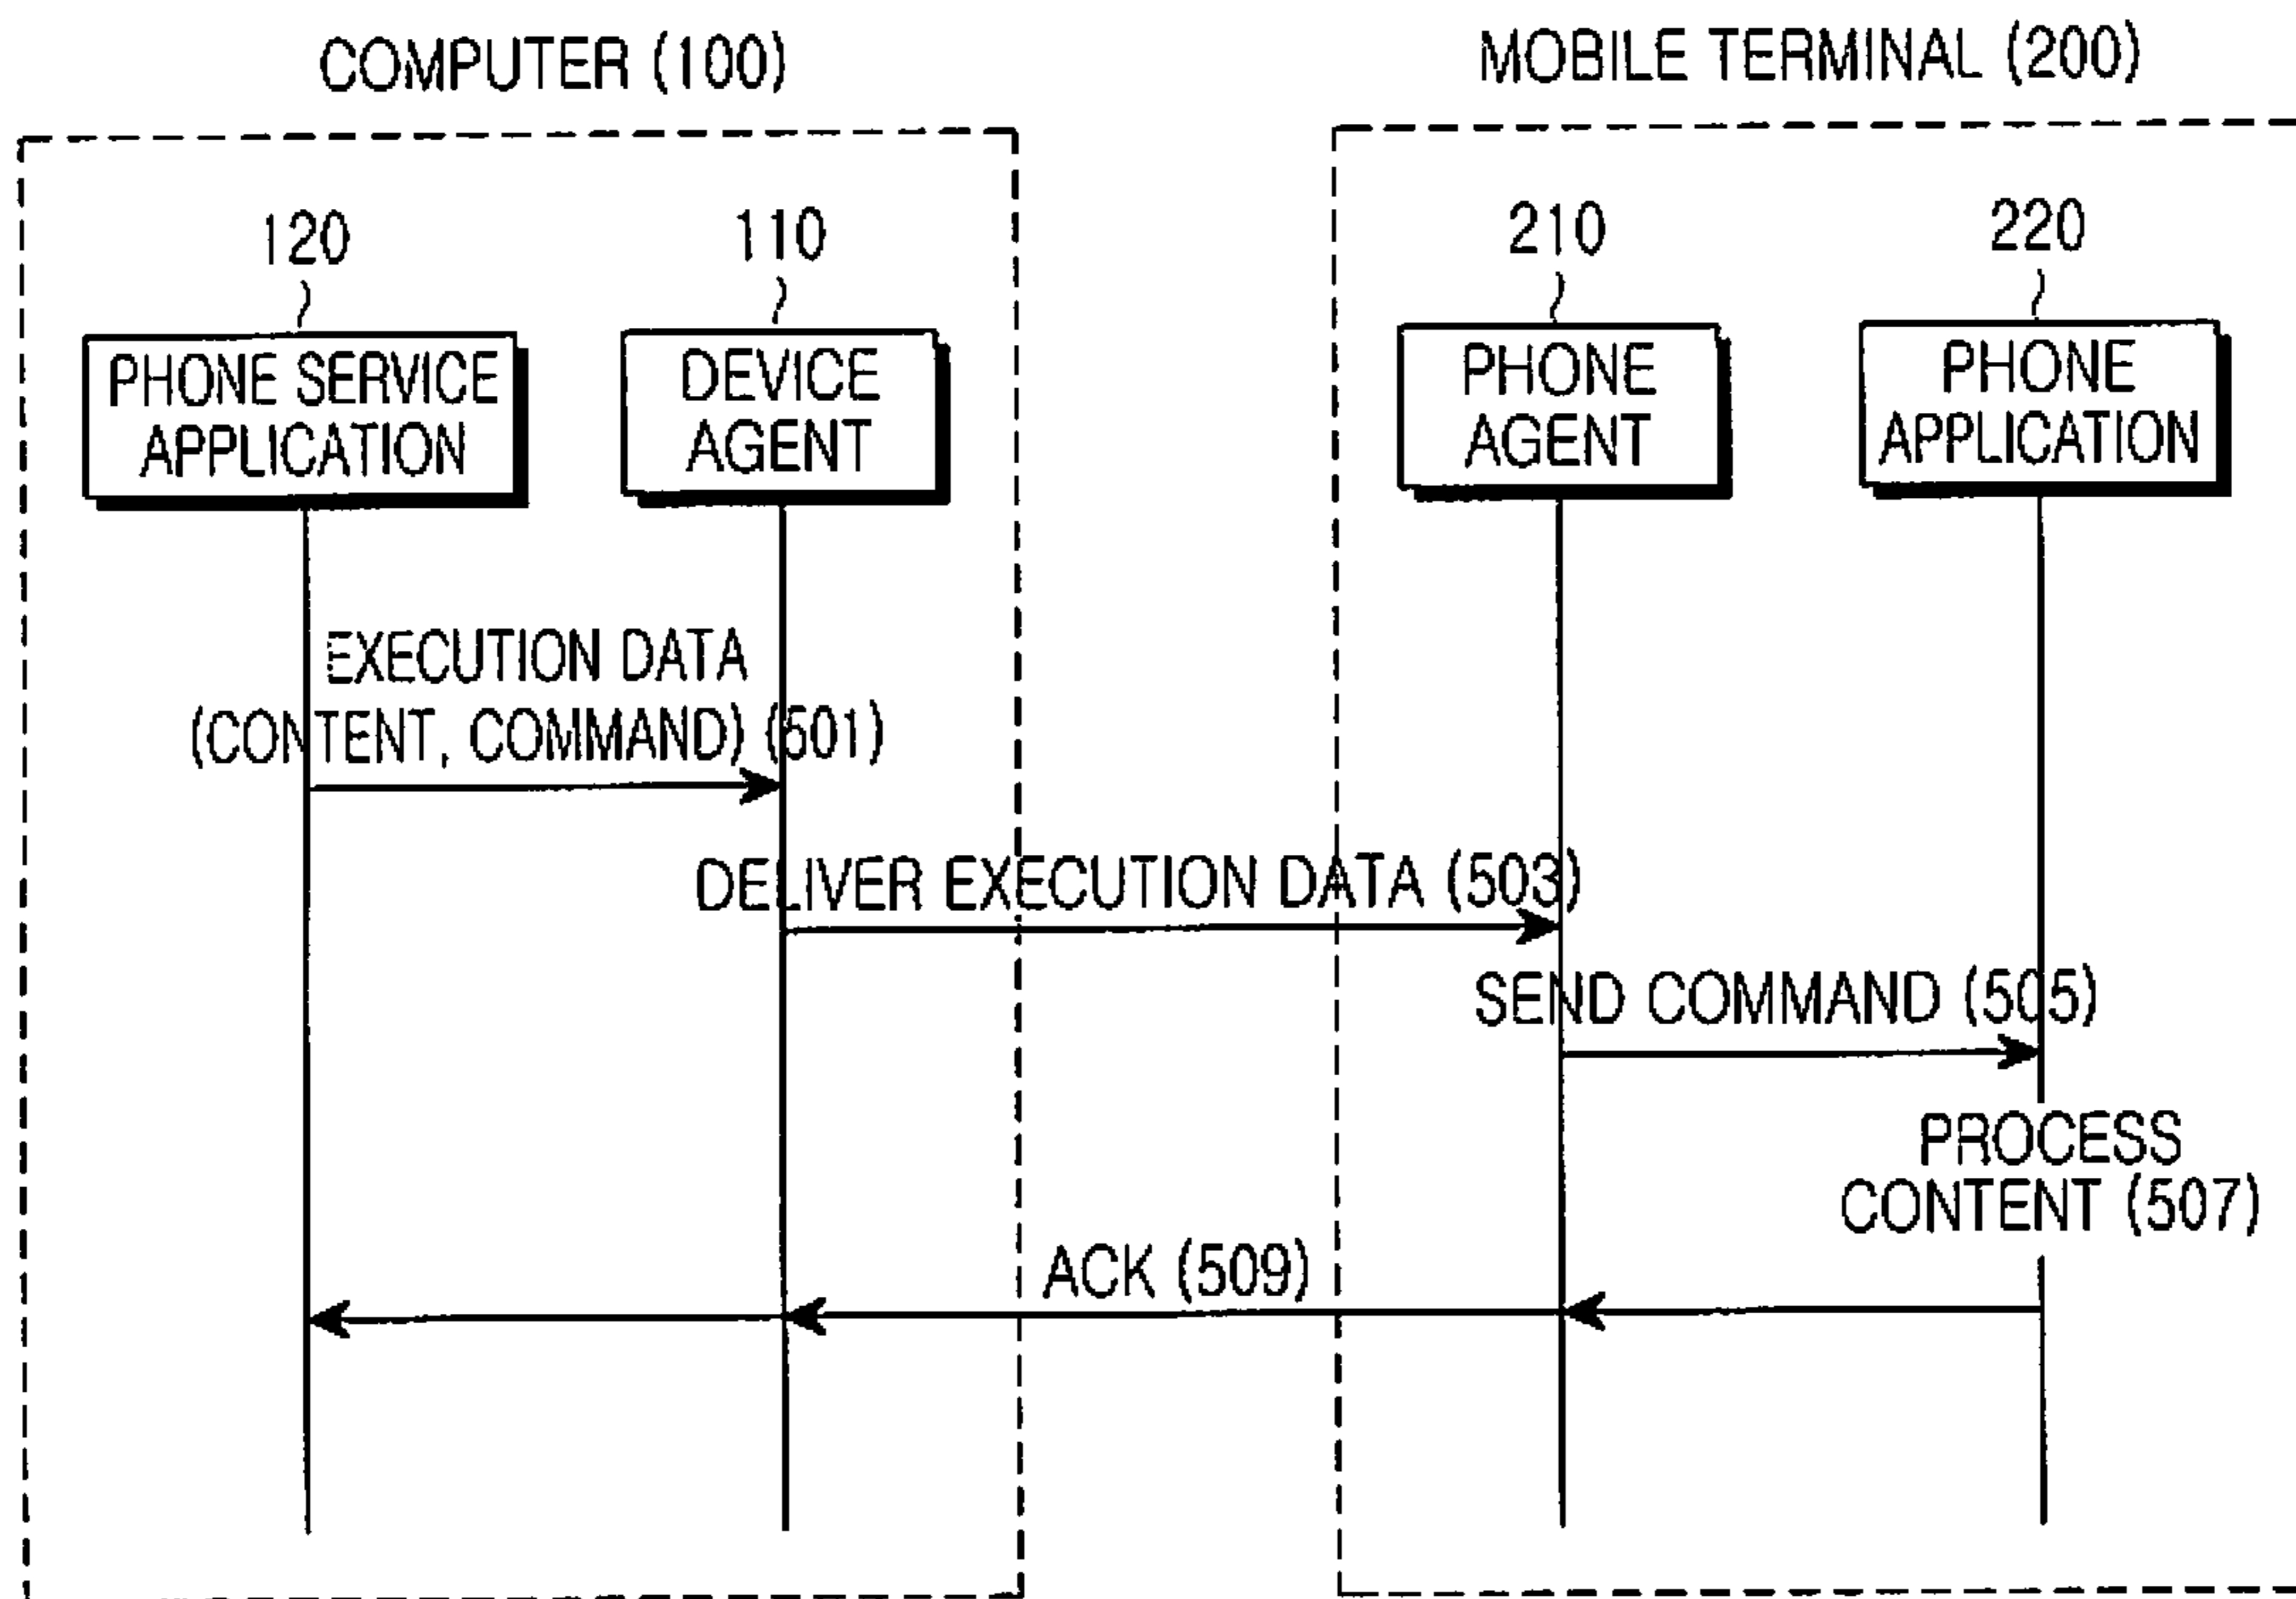 COMPUTER (100)
MOBILE TERMINAL (200)
120
110
210
220
PHONE SERVICE
APPLICATION
DEVICE
AGENT
PHONE
AGENT
PHONE
APPLICATION
EXECUTION DATA
(CONTENT, COMMAND) (501)
DELIVER EXECUTION DATA (503)
SEND COMMAND (505)
PROCESS
CONTENT (507)
ACK (509)